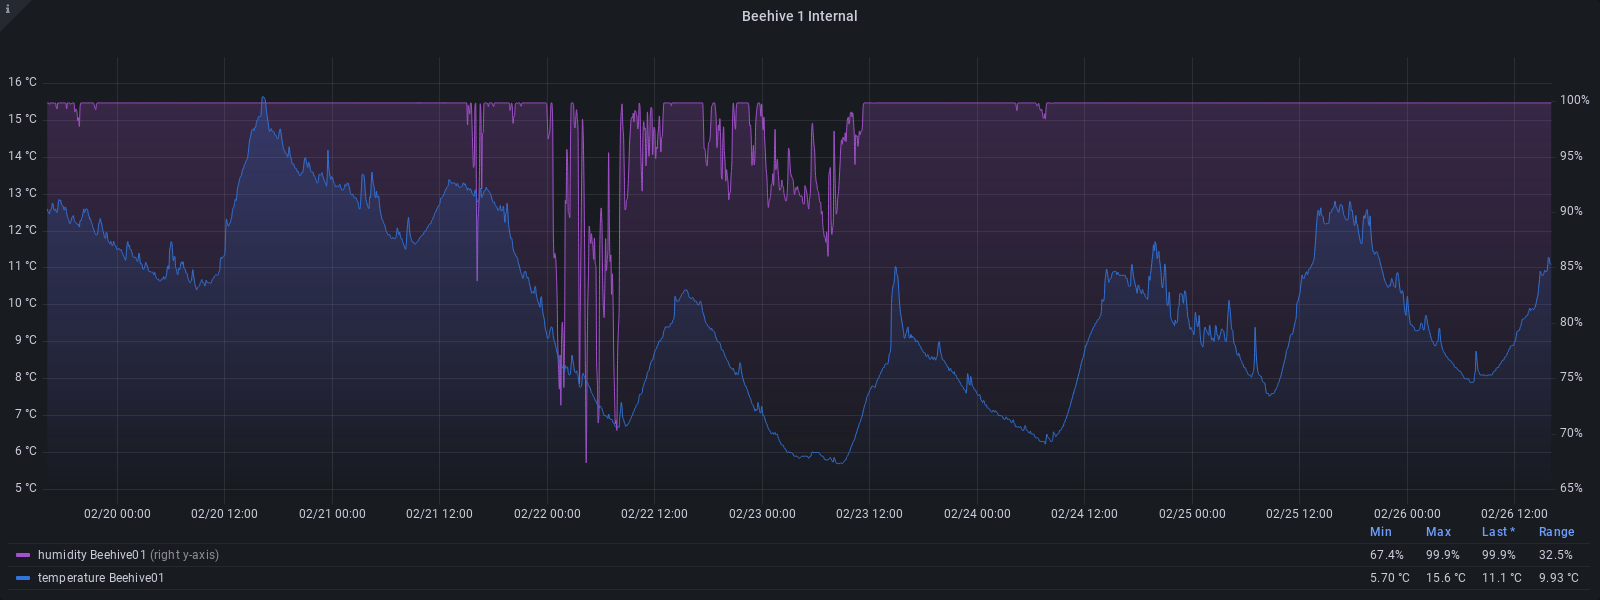 i
Beehive 1 Internal
16 °C
15 °C
14 °C
13 °C
12 °C
11 °C
10 °C
9 °C
8 °C
7 °C
6 °C
5 °C
100%
95%
90%
85%
80%
75%
70%
65%
02/20 00:00 02/20 12:00 02/21 00:00 02/21 12:00 02/22 00:00 02/22 12:00 02/23 00:00 02/23 12:00 02/24 00:00 02/24 12:00 02/25 00:00 02/25 12:00 02/26 00:00 02/26 12:00
Min Max Last * Range
humidity Beehive01 (right y-axis) 67.4% 99.9% 99.9% 32.5%
temperature Beehive01 5.70 °C 15.6 °C 11.1 °C 9.93 °C